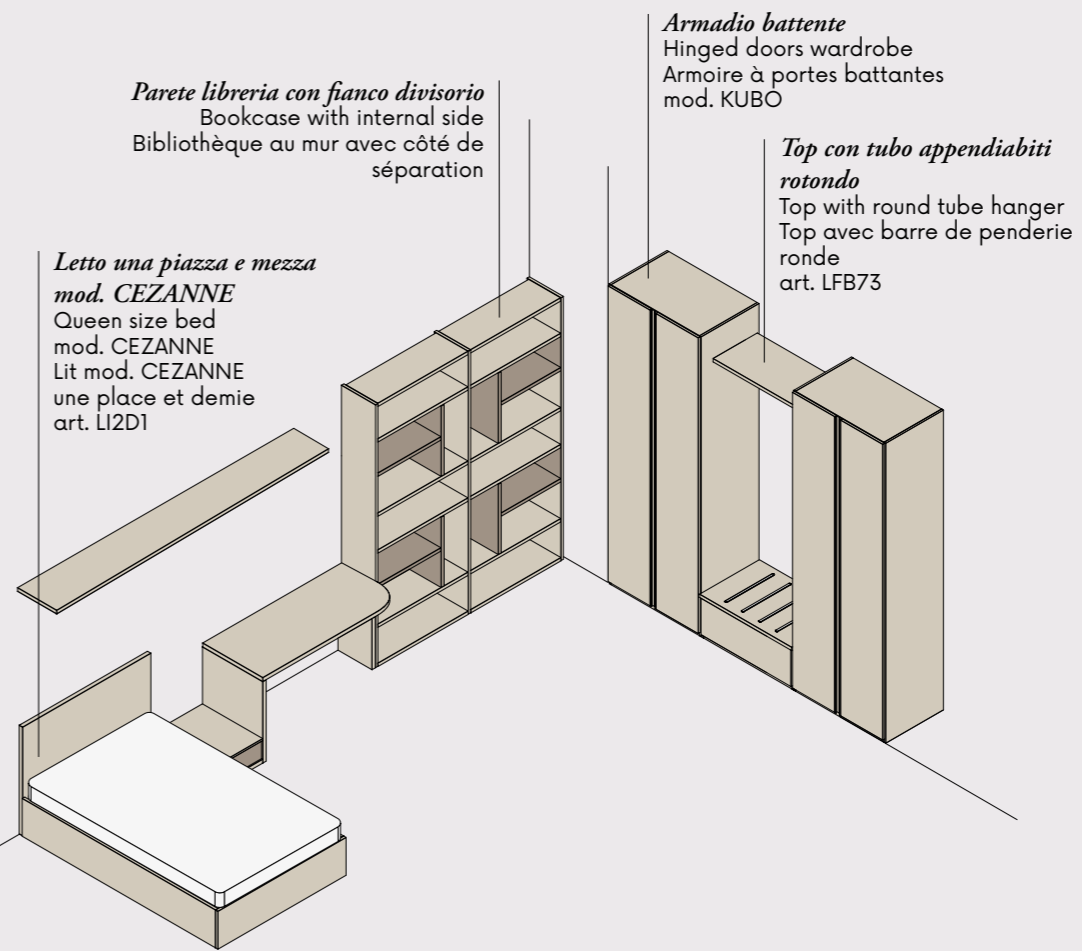 Armadio battente
Hinged doors wardrobe
Armoire à portes battantes
mod. KUBO
Parete libreria con fianco divisorio
Bookcase with internal side
Bibliothèque au mur avec côté de
séparation
Top con tubo appendiabiti
rotondo
Top with round tube hanger
Top avec barre de penderie
ronde
art. LFB73
Letto una piazza e mezza
mod. CEZANNE
Queen size bed
mod. CEZANNE
Lit mod. CEZANNE
une place et demie
art. LI2D1